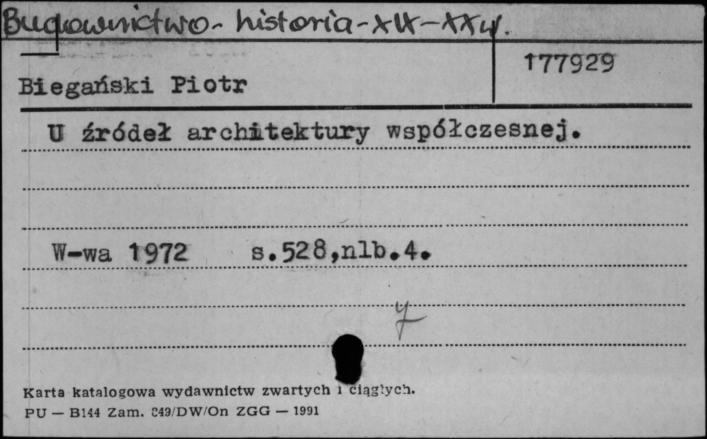 Budownictwo - historia - XIX - XXw.
177929
Biegański Piotr
U źródeł architektury współczesnej.
W-wa 1972 s.528,nlb.4.
Karta katalogowa wydawnictw zwartych i ciągłych.
PU — B144 Zam. 249/DW/On ZGG — 1991